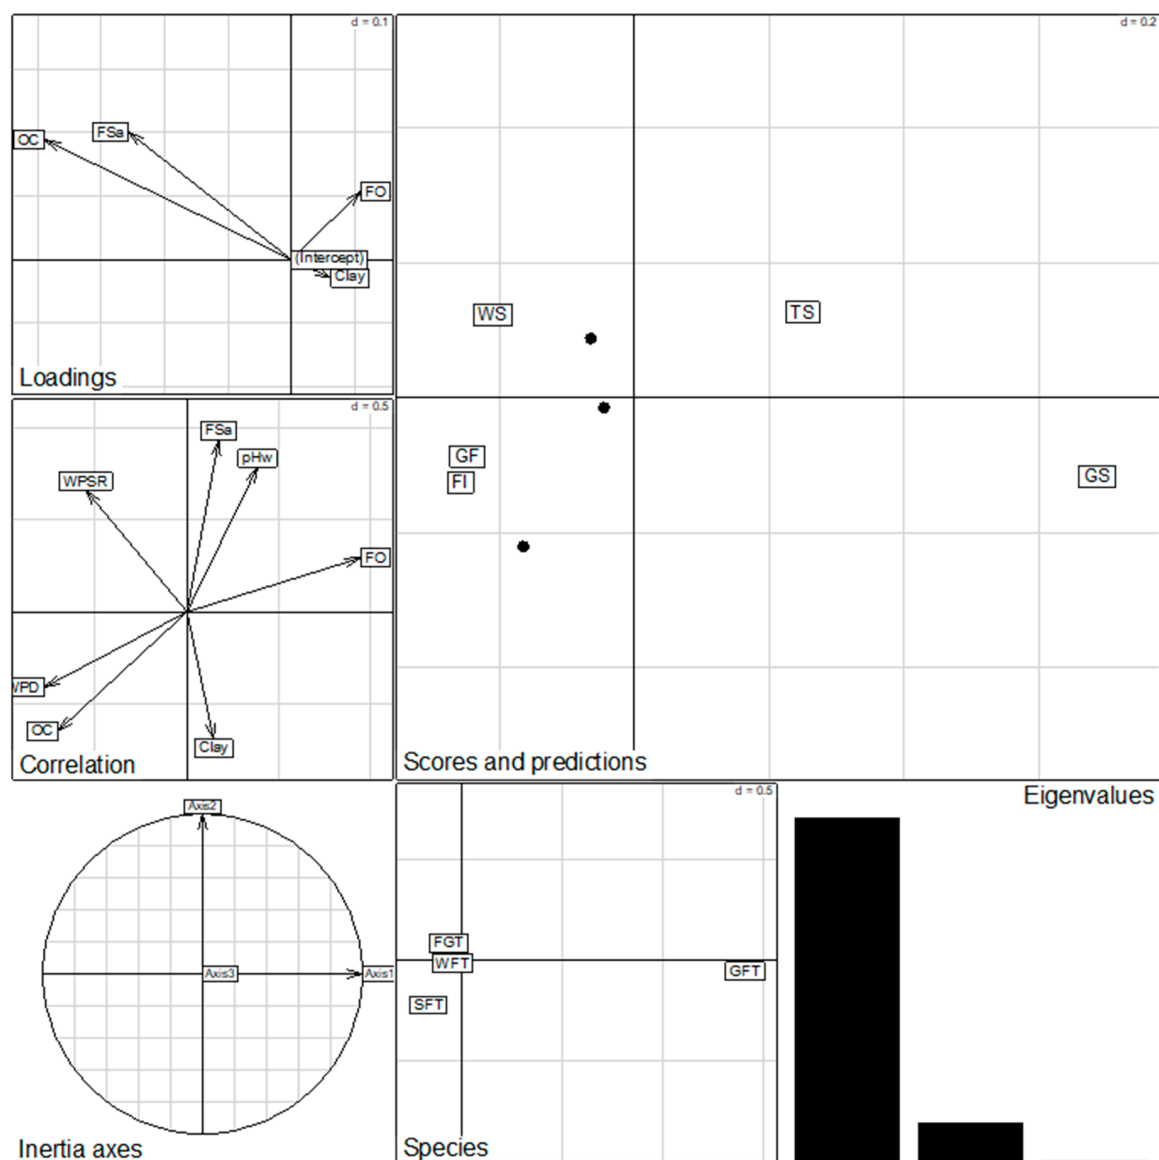 d = 0.1
OC
FSa
FO
(Intercept)
Clay
Loadings
d = 0.2
WS
TS
GF
FI
GS
Scores and predictions
d = 0.5
FSa
pHw
WPSR
FO
VPD
OC
Clay
Correlation
Axis2
Axis3
Axis1
Inertia axes
d = 0.5
FGT
WFT
GFT
SFT
Species
Eigenvalues